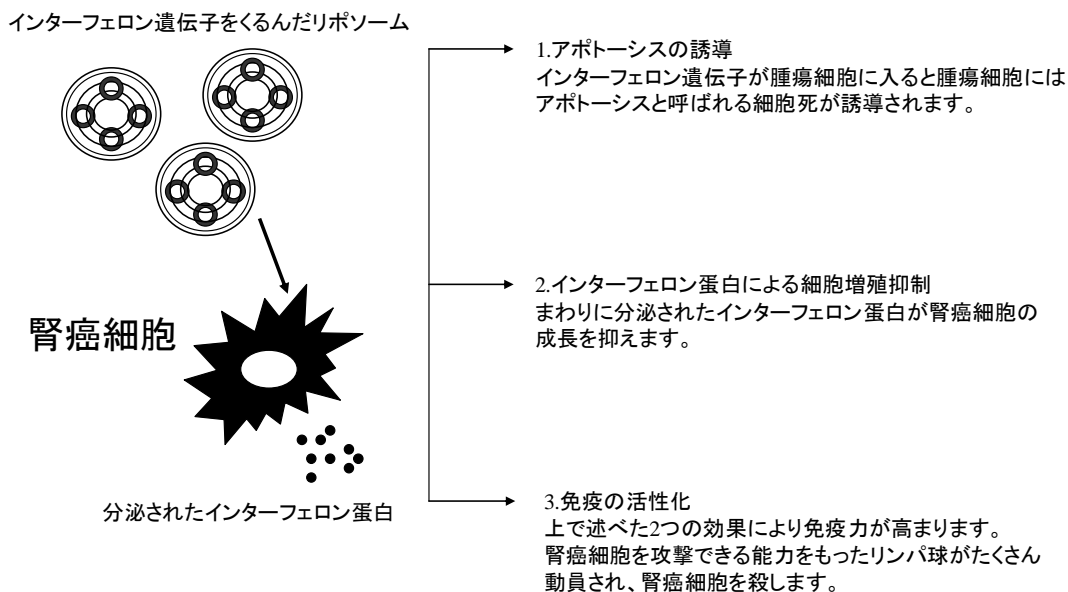 インターフェロン遺伝子をくるんだリポソーム
腎癌細胞
分泌されたインターフェロン蛋白
1.アポトーシスの誘導
インターフェロン遺伝子が腫瘍細胞に入ると腫瘍細胞には
アポトーシスと呼ばれる細胞死が誘導されます。
2.インターフェロン蛋白による細胞増殖抑制
まわりに分泌されたインターフェロン蛋白が腎癌細胞の
成長を抑えます。
3.免疫の活性化
上で述べた2つの効果により免疫力が高まります。
腎癌細胞を攻撃できる能力をもったリンパ球がたくさん
動員され、腎癌細胞を殺します。